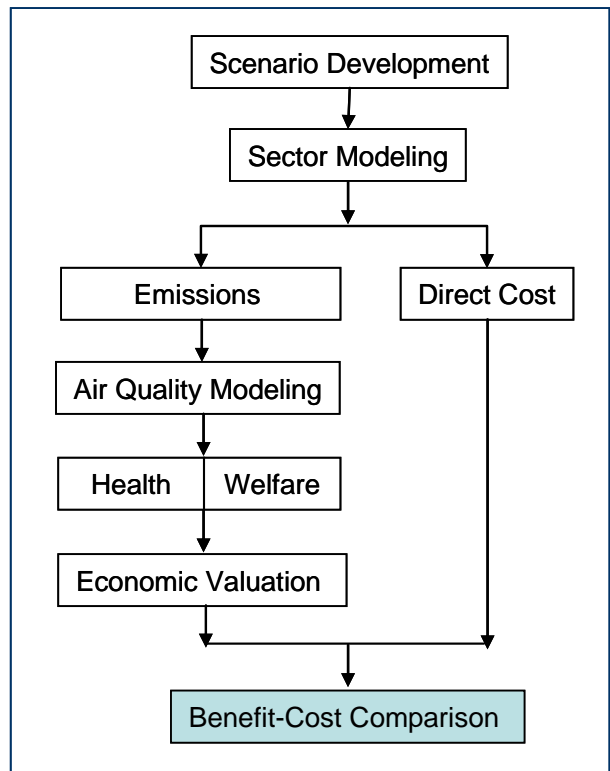 Scenario Development
Sector Modeling
Emissions
Direct Cost
Air Quality Modeling
Health
Welfare
Economic Valuation
Benefit-Cost Comparison